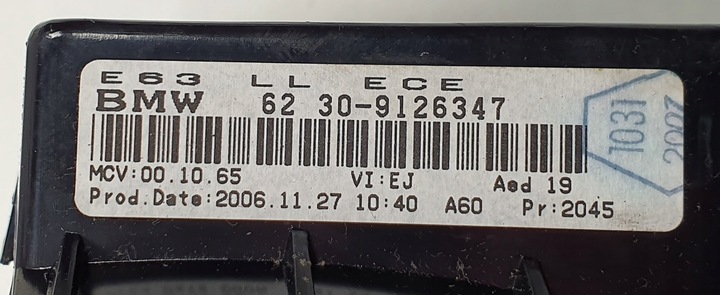 E63 LL ECE
BMW 62 30-9126347
1031
2007
MCV:00.10.65 VI:EJ Aed 19
Prod.Date:2006.11.27 10:40 A60 Pr:2045